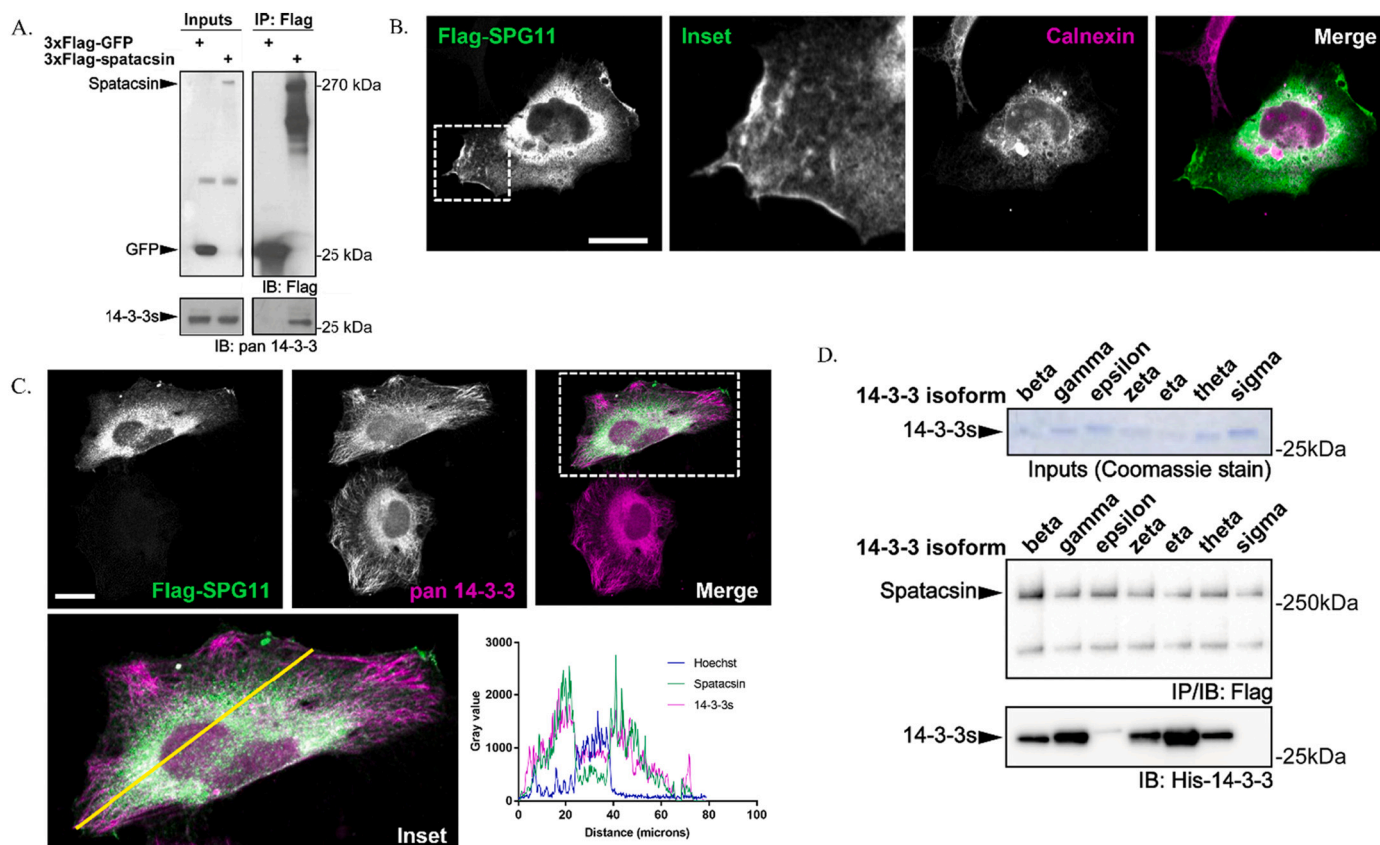 A.
Inputs
IP: Flag
3xFlag-GFP + +
3xFlag-spatacsin + +
Spatacsin
-270 kDa
GFP
-25 kDa
IB: Flag
14-3-3s
-25 kDa
IB: pan 14-3-3
B.
Flag-SPG11
Inset
Calnexin
Merge
C.
Flag-SPG11
pan 14-3-3
Merge
Inset
3000
2000
1000
0
Gray value
0 20 40 60 80 100
Distance (microns)
Hoechst
Spatacsin
14-3-3s
D.
14-3-3 isoform
beta gamma epsilon zeta eta theta sigma
14-3-3s
-25kDa
Inputs (Coomassie stain)
14-3-3 isoform
beta gamma epsilon zeta eta theta sigma
Spatacsin
-250kDa
IP/IB: Flag
14-3-3s
-25kDa
IB: His-14-3-3